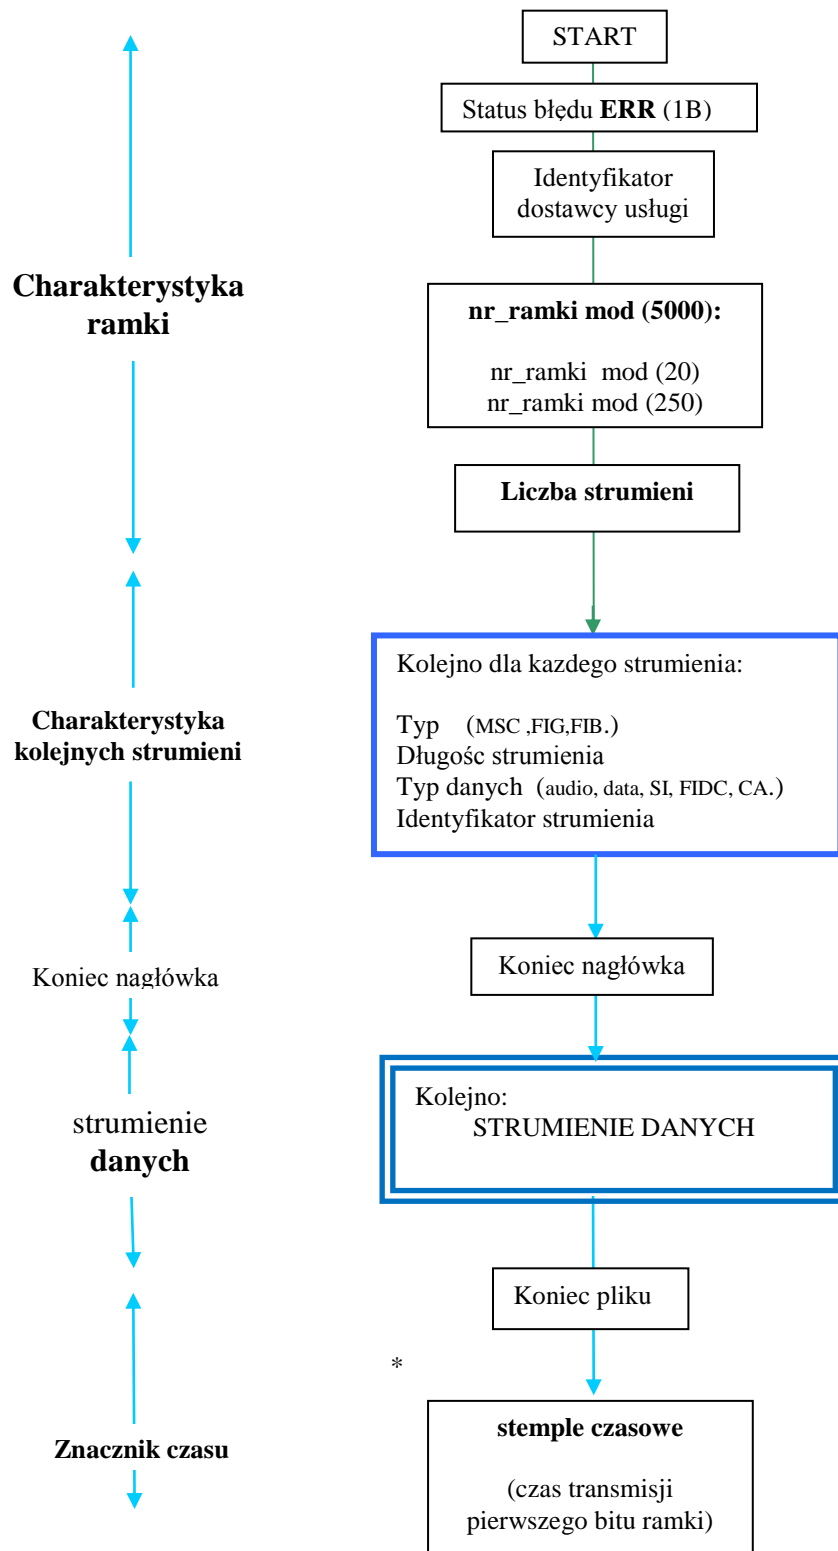 START
Status błędu ERR (1B)
Identyfikator
dostawcy usługi
Charakterystyka
ramki
nr_ramki mod (5000):
nr_ramki mod (20)
nr_ramki mod (250)
Liczba strumieni
Charakterystyka
kolejnych strumieni
Kolejno dla kazdego strumienia:
Typ (MSC ,FIG,FIB.)
Długośc strumienia
Typ danych (audio, data, SI, FIDC, CA.)
Identyfikator strumienia
Koniec nagłówka
Koniec nagłówka
strumienie
danych
Kolejno:
STRUMIENIE DANYCH
Koniec pliku
*
Znacznik czasu
stemple czasowe
(czas transmisji
pierwszego bitu ramki)